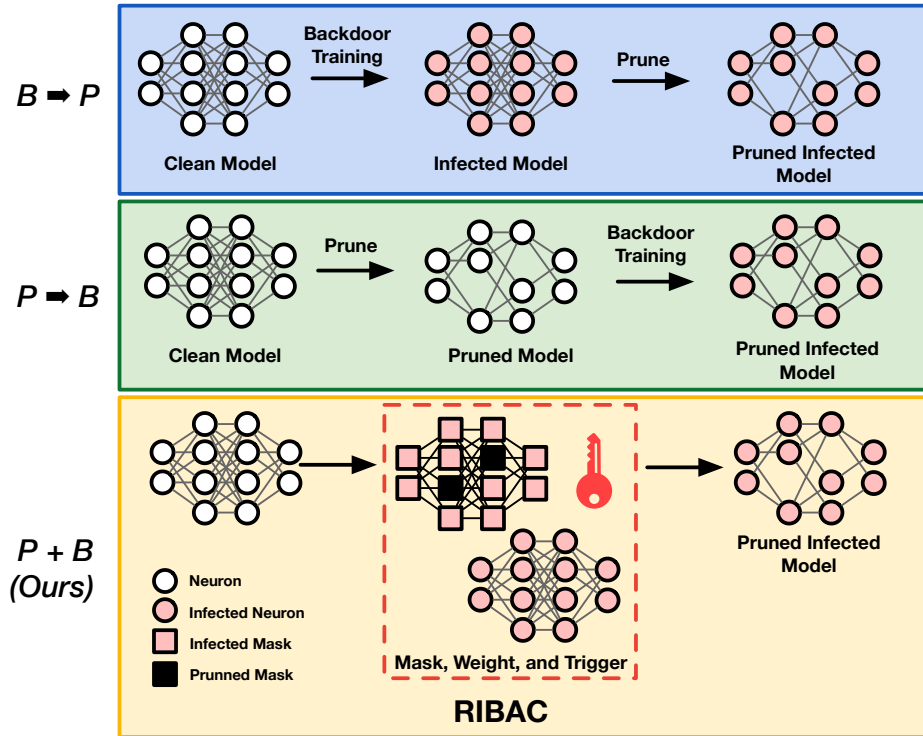 B ➡ P
Backdoor
Training
Prune
Clean Model
Infected Model
Pruned Infected
Model
P ➡ B
Prune
Backdoor
Training
Clean Model
Pruned Model
Pruned Infected
Model
P + B
(Ours)
Neuron
Infected Neuron
Infected Mask
Prunned Mask
Mask, Weight, and Trigger
Pruned Infected
Model
RIBAC